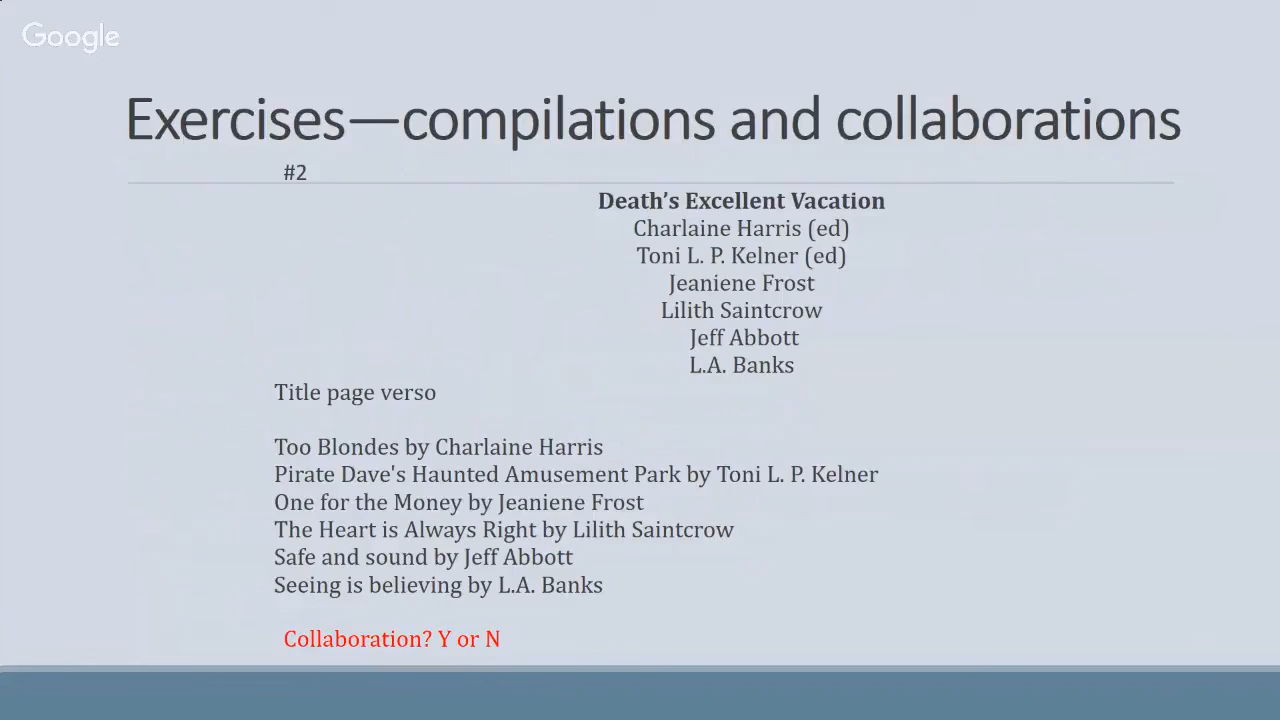 Google
Exercises—compilations and collaborations
#2
Death’s Excellent Vacation
Charlaine Harris (ed)
Toni L. P. Kelner (ed)
Jeaniene Frost
Lilith Saintcrow
Jeff Abbott
L.A. Banks
Title page verso
Too Blondes by Charlaine Harris
Pirate Dave's Haunted Amusement Park by Toni L. P. Kelner
One for the Money by Jeaniene Frost
The Heart is Always Right by Lilith Saintcrow
Safe and sound by Jeff Abbott
Seeing is believing by L.A. Banks
Collaboration? Y or N